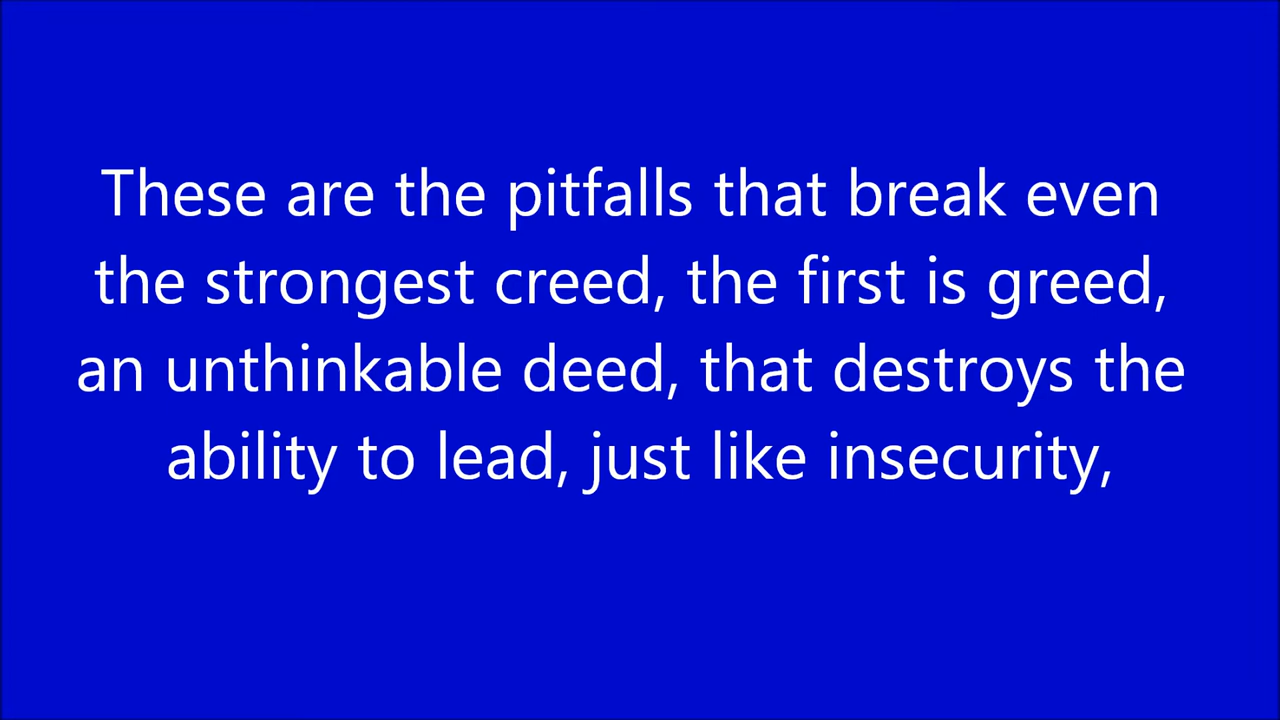 These are the pitfalls that break even
the strongest creed, the first is greed,
an unthinkable deed, that destroys the
ability to lead, just like insecurity,